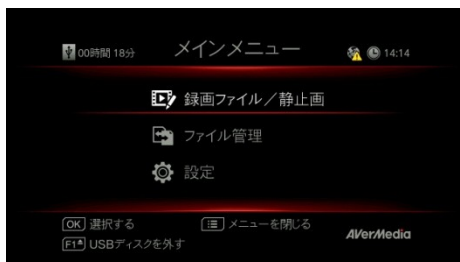 00時間 18分 メインメニュー 14:14
録画ファイル／静止画
ファイル管理
設定
OK 選択する メニューを閉じる
F1 USBディスクを外す AVerMedia